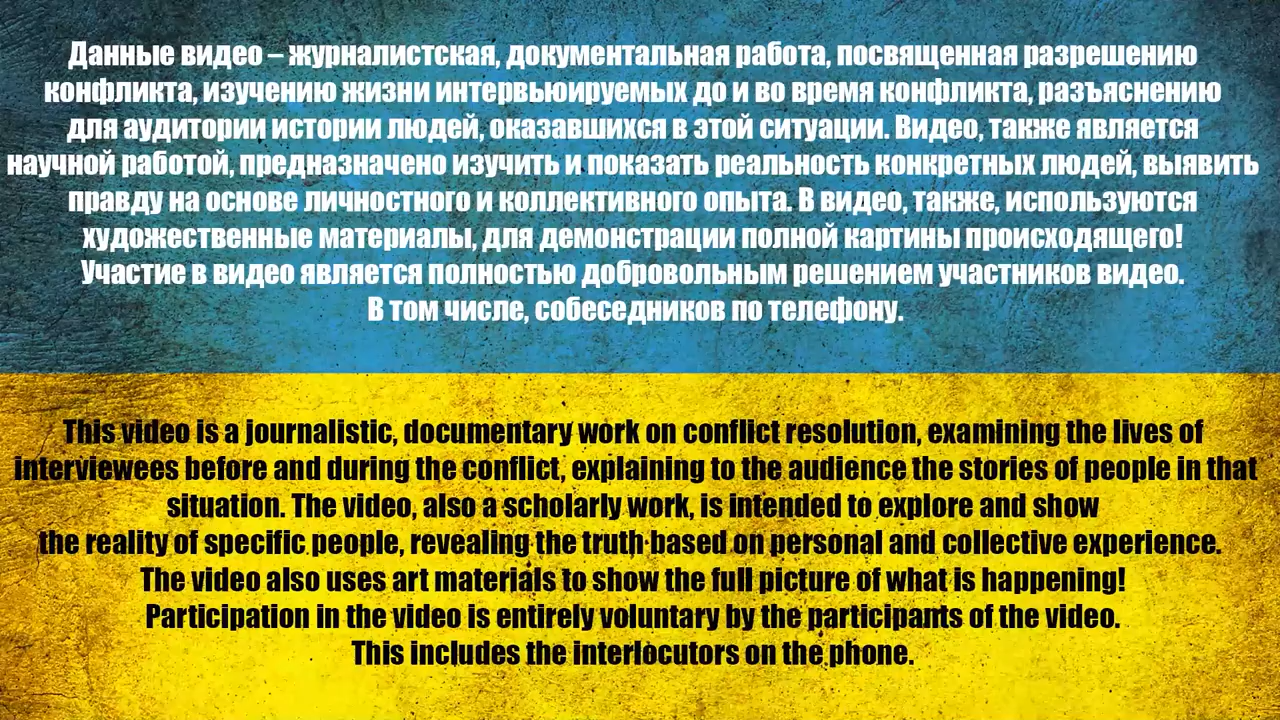 Данные видео – журналистская, документальная работа, посвященная разрешению
конфликта, изучению жизни интервьюируемых до и во время конфликта, разъяснению
для аудитории истории людей, оказавшихся в этой ситуации. Видео, также является
научной работой, предназначено изучить и показать реальность конкретных людей, выявить
правду на основе личностного и коллективного опыта. В видео, также, используются
художественные материалы, для демонстрации полной картины происходящего!
Участие в видео является полностью добровольным решением участников видео.
В том числе, собеседников по телефону.
This video is a journalistic, documentary work on conflict resolution, examining the lives of
interviewees before and during the conflict, explaining to the audience the stories of people in that
situation. The video, also a scholarly work, is intended to explore and show
the reality of specific people, revealing the truth based on personal and collective experience.
The video also uses art materials to show the full picture of what is happening!
Participation in the video is entirely voluntary by the participants of the video.
This includes the interlocutors on the phone.